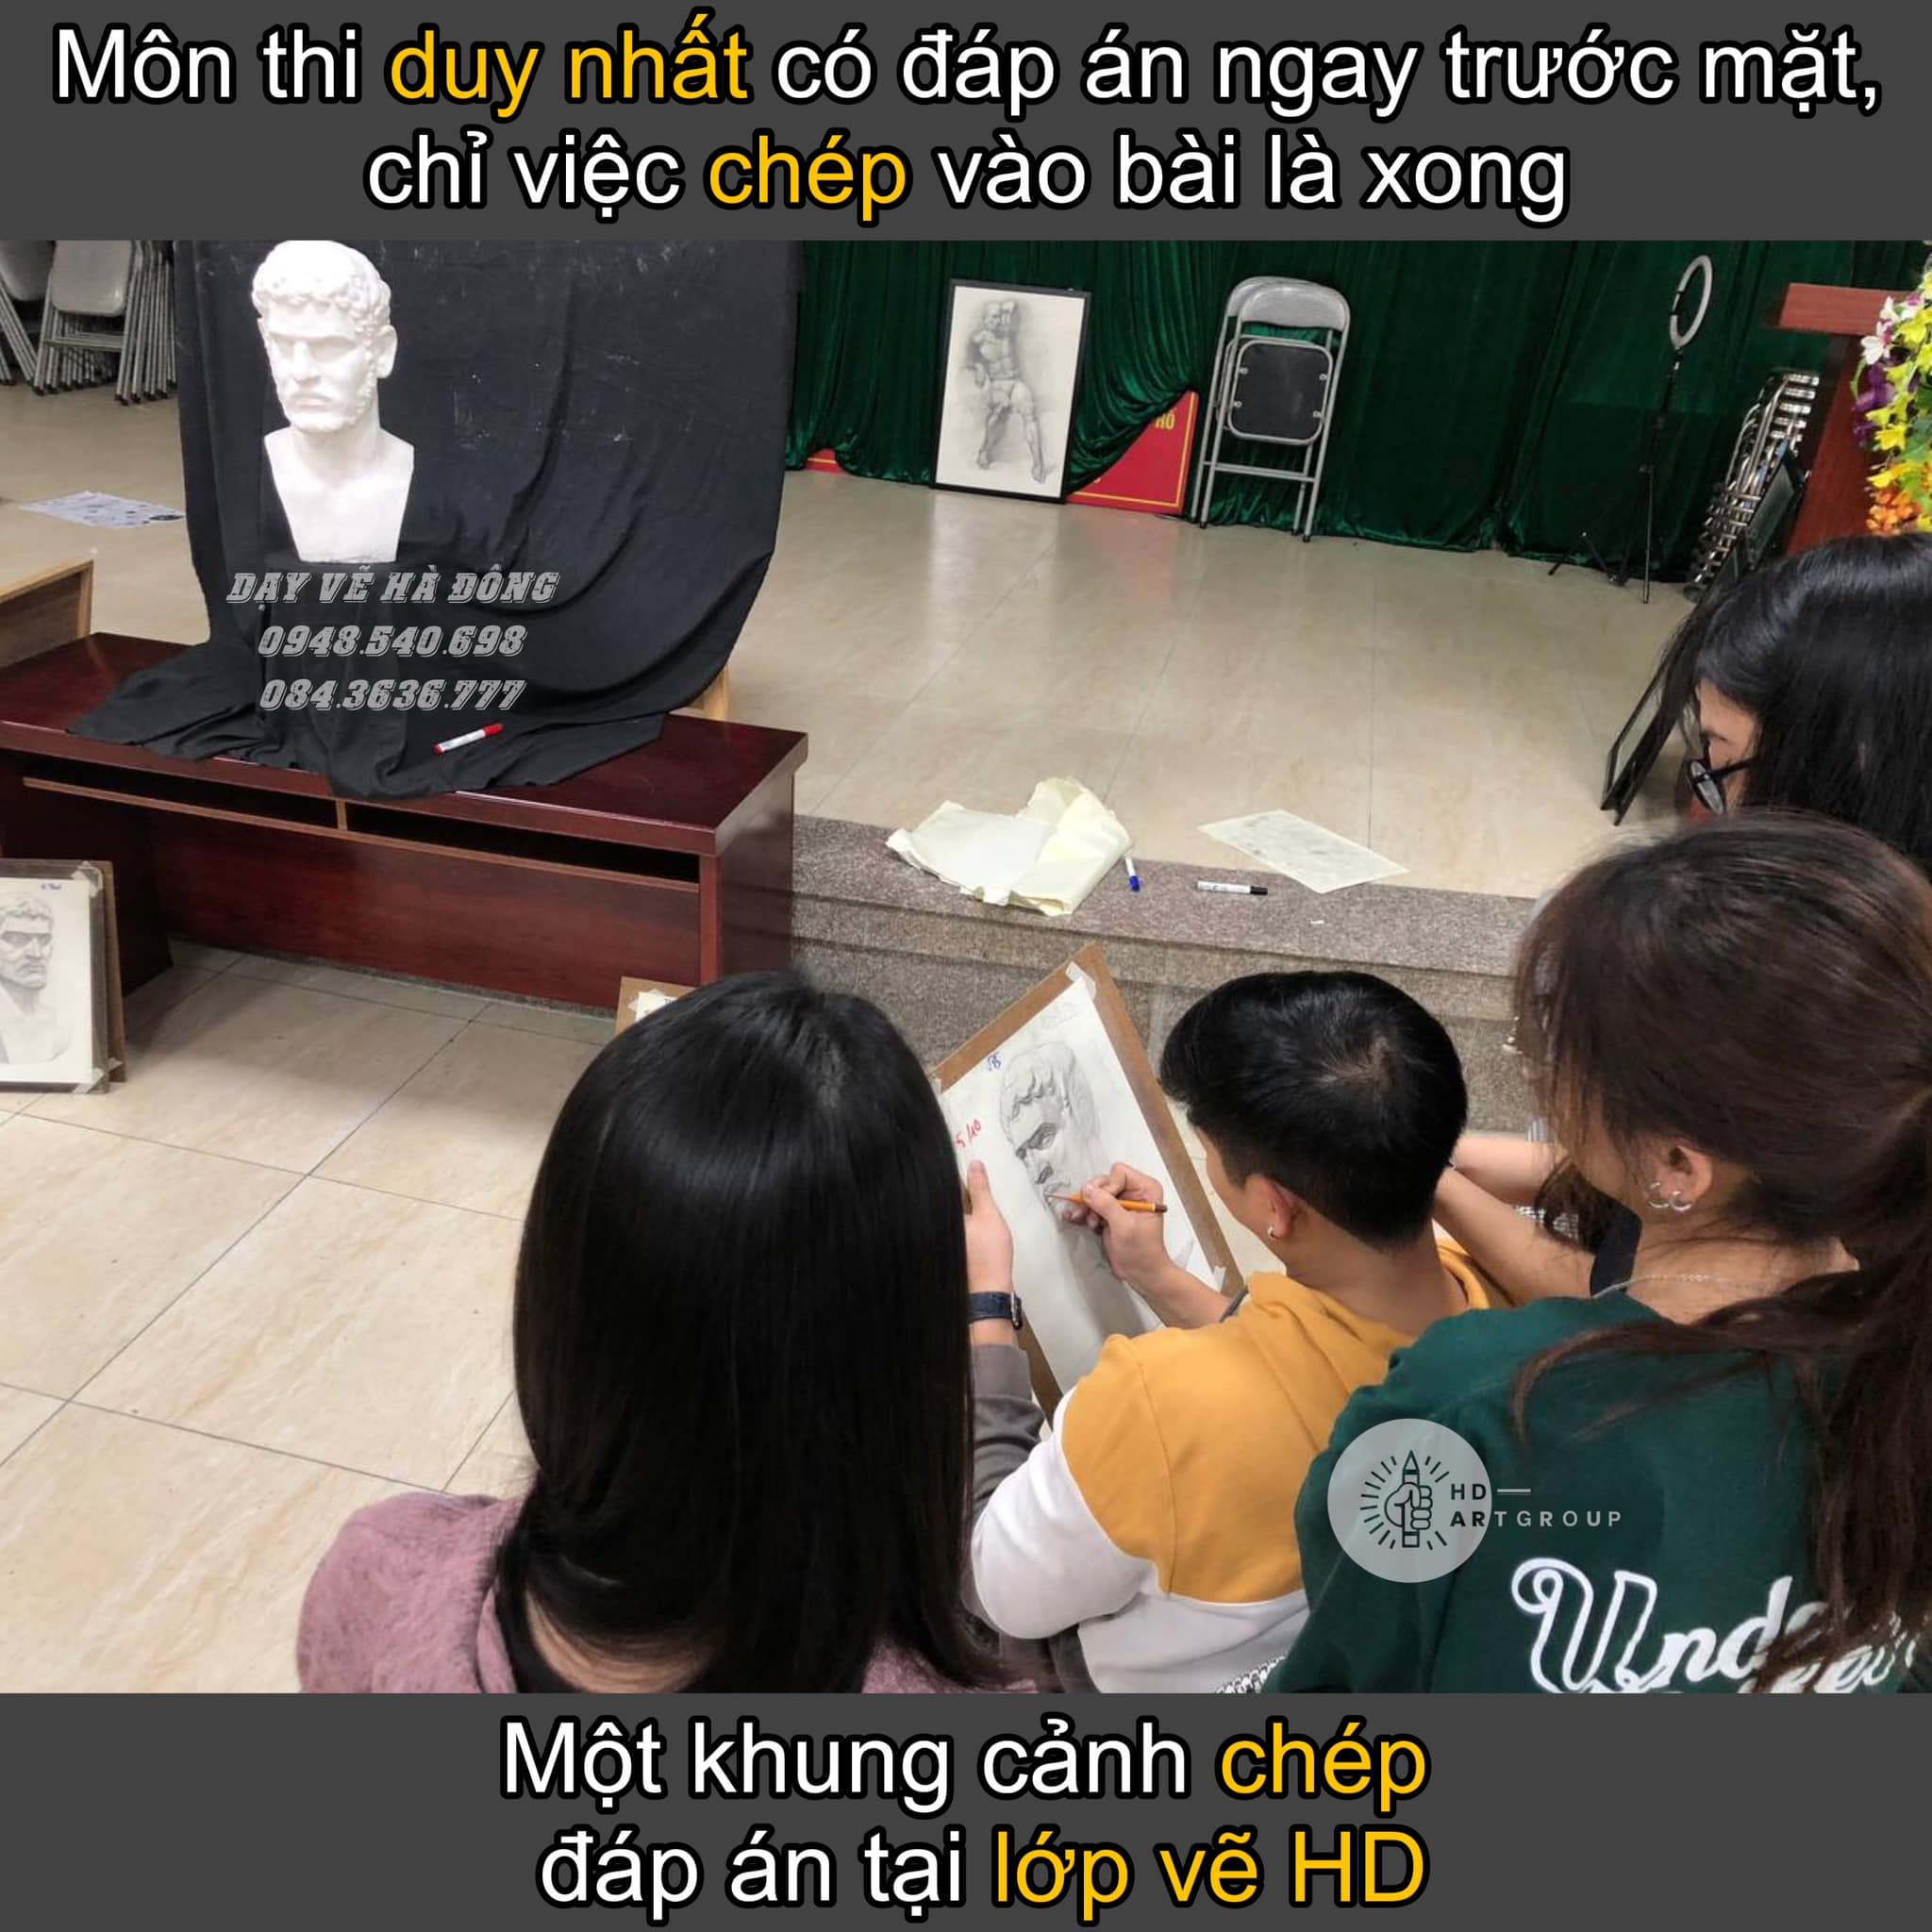 Môn thi duy nhất có đáp án ngay trước mặt,
chỉ việc chép vào bài là xong
DẠY VẼ HÀ ĐÔNG
0948.540.698
084.3636.777
HD
ARTGROUP
Một khung cảnh chép
đáp án tại lớp vẽ HD